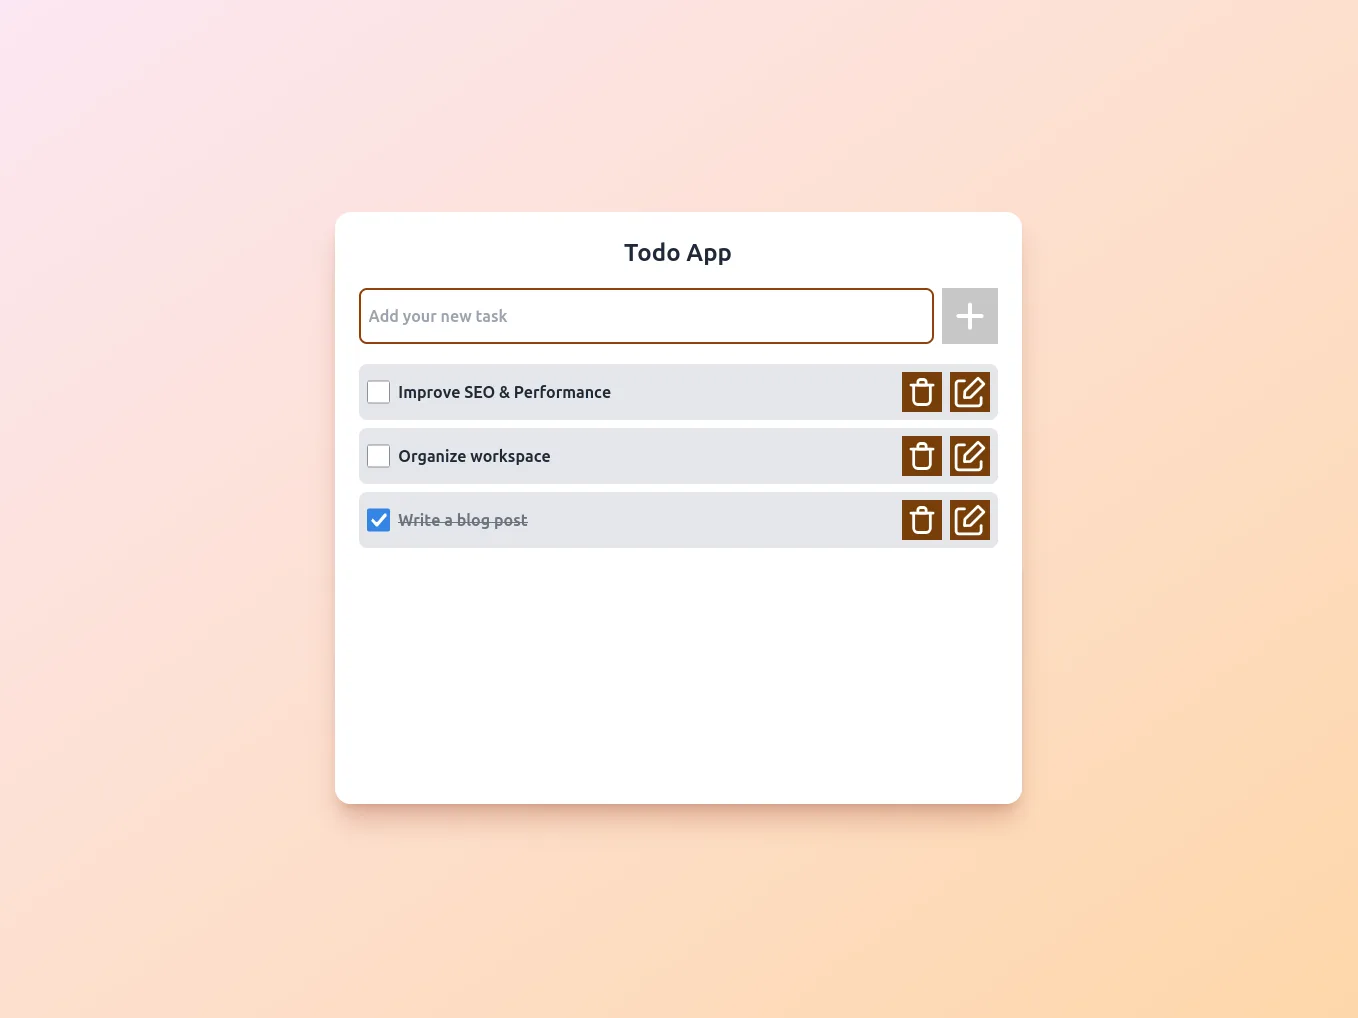 Todo App
Add your new task
Improve SEO & Performance
Organize workspace
Write a blog post